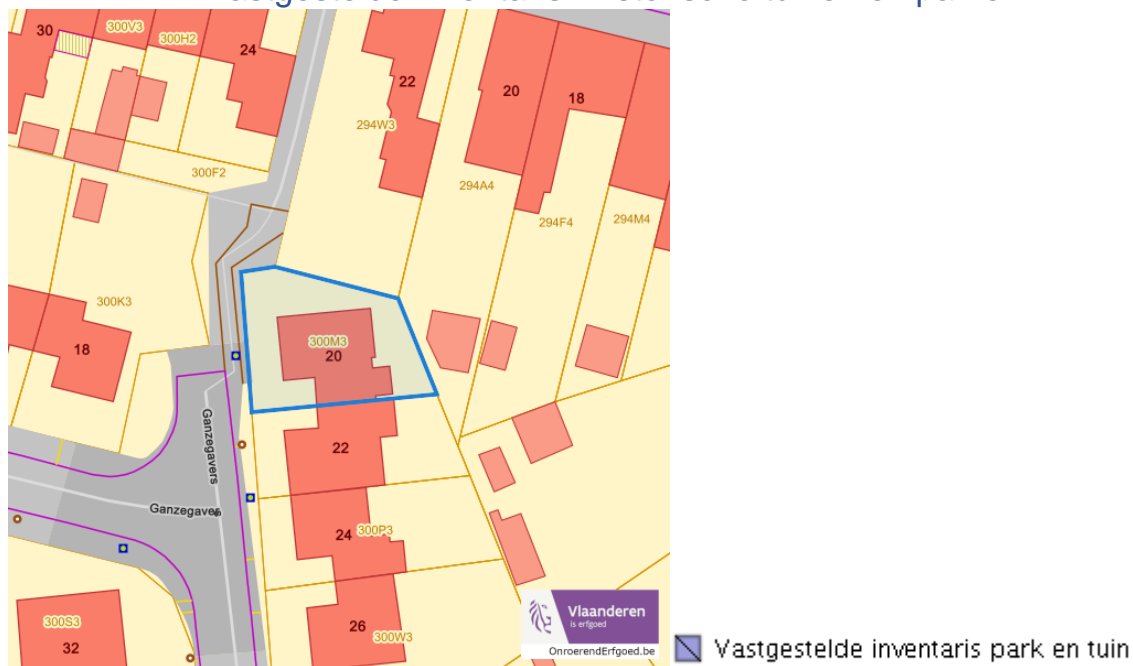 30
300V3
300H2
24
22
20
18
294W3
300F2
294A4
294F4
294M4
300K3
18
300M3
20
Ganzegavers
22
Ganzegavers
24 300P3
300S3
32
26 300W3
Vlaanderen
is erfgoed
OnroerendErfgoed.be
Vastgestelde inventaris park en tuin